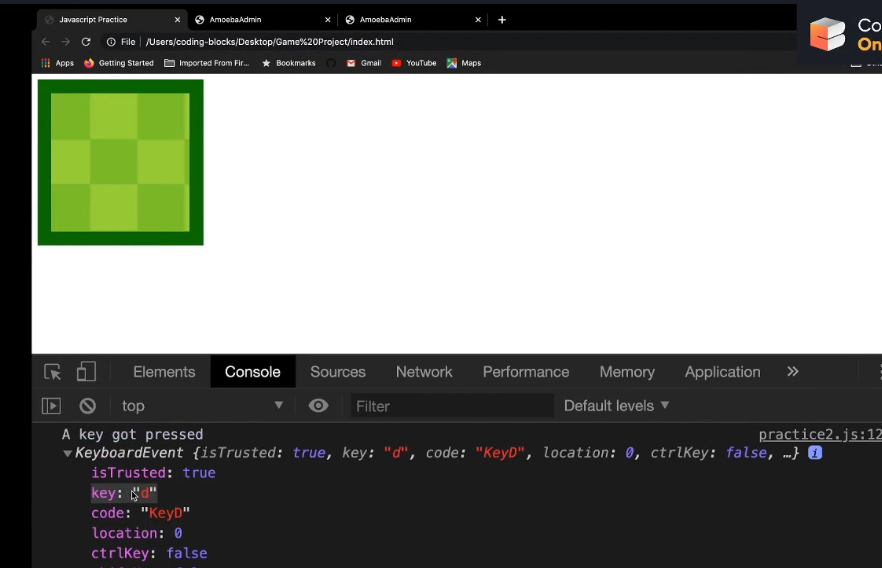 Javascript Practice × AmoebaAdmin × AmoebaAdmin × +
File /Users/coding-blocks/Desktop/Game%20Project/index.html
Co
On
Apps Getting Started Imported From Fir... Bookmarks Gmail YouTube Maps
Elements Console Sources Network Performance Memory Application »
top Filter Default levels
A key got pressed practice2.js:12
KeyboardEvent {isTrusted: true, key: "d", code: "KeyD", location: 0, ctrlKey: false, …} i
isTrusted: true
key: "d"
code: "KeyD"
location: 0
ctrlKey: false